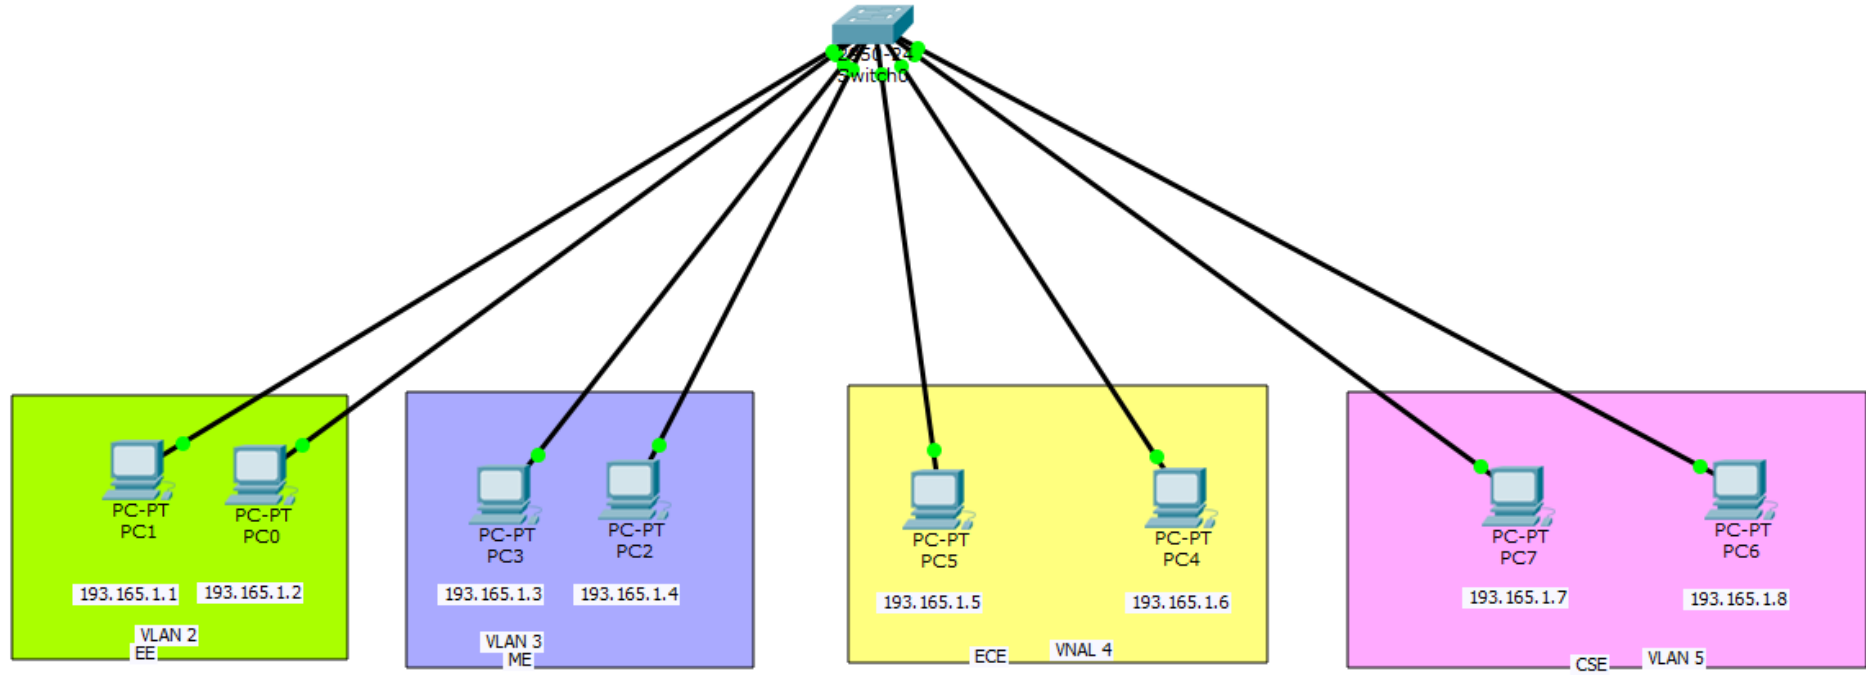 2950-24
Switch0
PC-PT
PC1
PC-PT
PC0
193.165.1.1
193.165.1.2
VLAN 2
EE
PC-PT
PC3
PC-PT
PC2
193.165.1.3
193.165.1.4
VLAN 3
ME
PC-PT
PC5
PC-PT
PC4
193.165.1.5
193.165.1.6
ECE
VNAL 4
PC-PT
PC7
PC-PT
PC6
193.165.1.7
193.165.1.8
CSE
VLAN 5